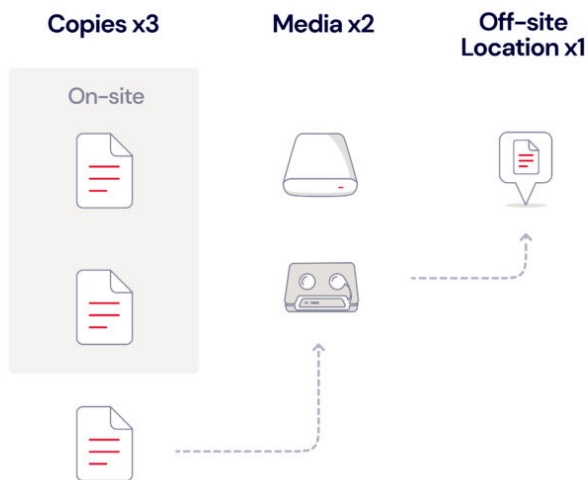 Copies x3
Media x2
Off-site
Location x1
On-site